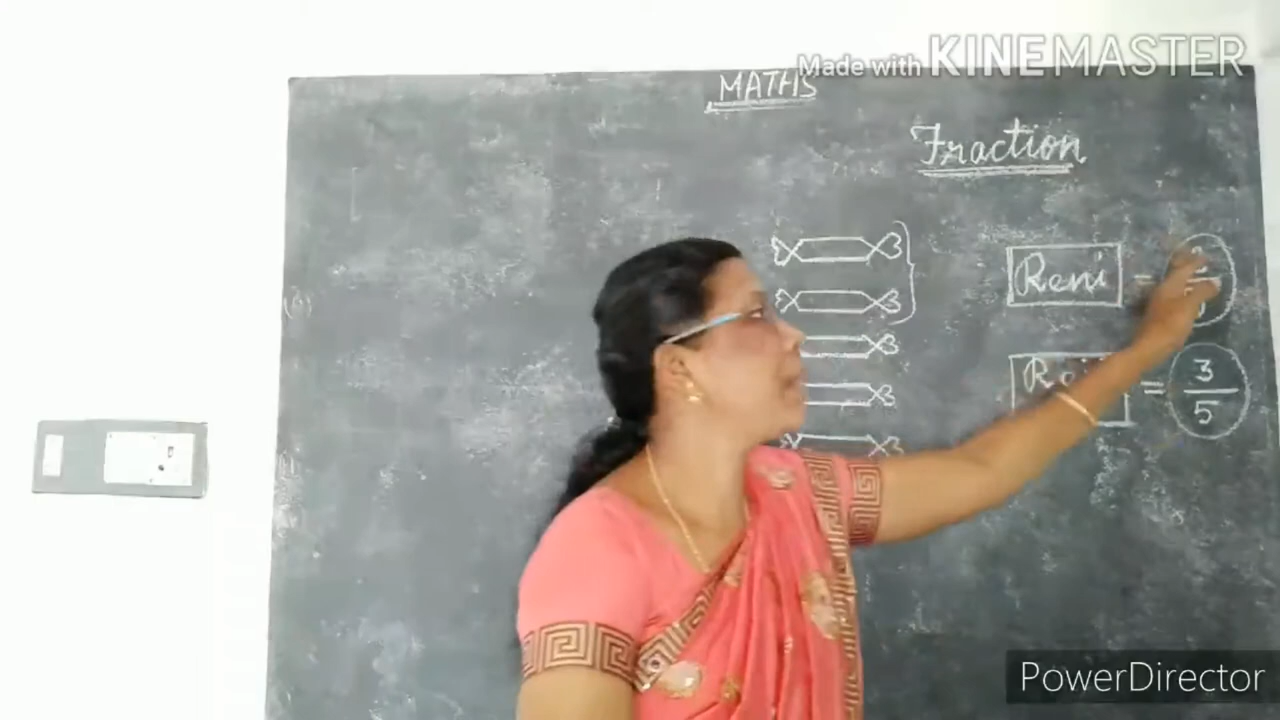 Made with KINEMASTER
MATHS
Fraction
Reni =
= 3/5
PowerDirector